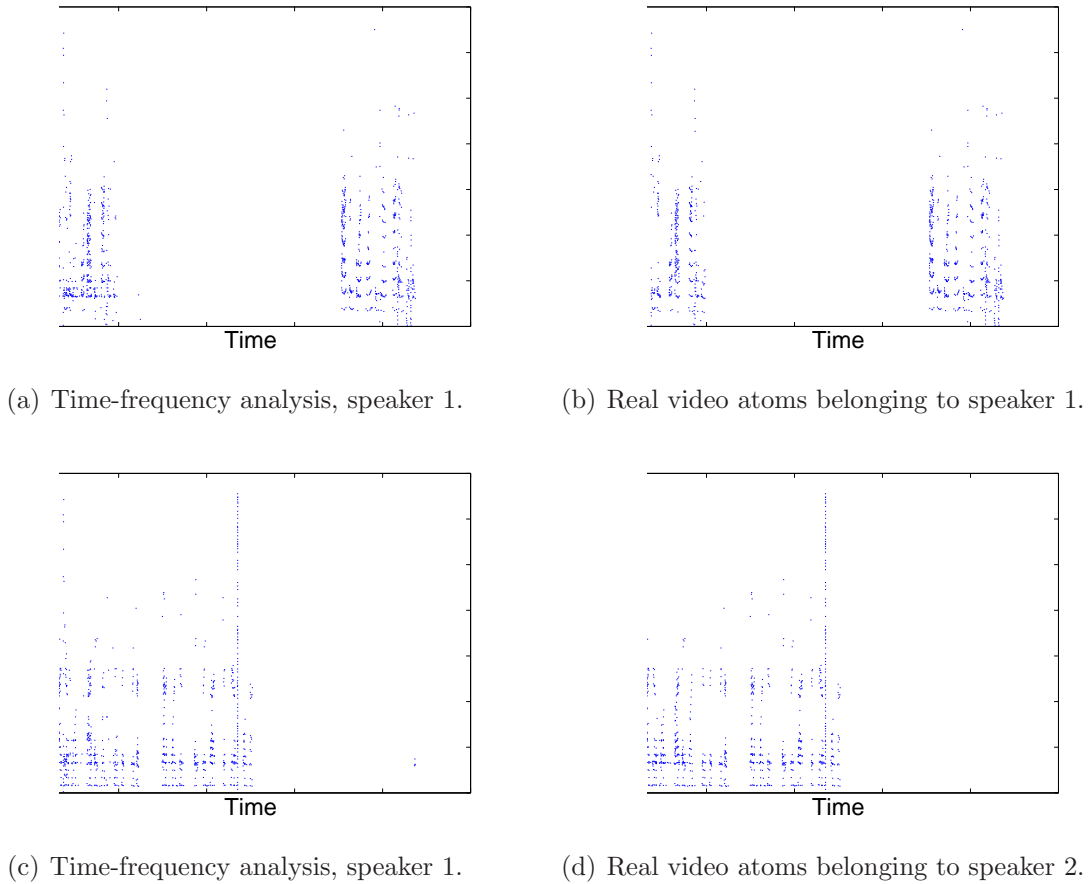 Time
Time
(a) Time-frequency analysis, speaker 1.
(b) Real video atoms belonging to speaker 1.
Time
Time
(c) Time-frequency analysis, speaker 1.
(d) Real video atoms belonging to speaker 2.